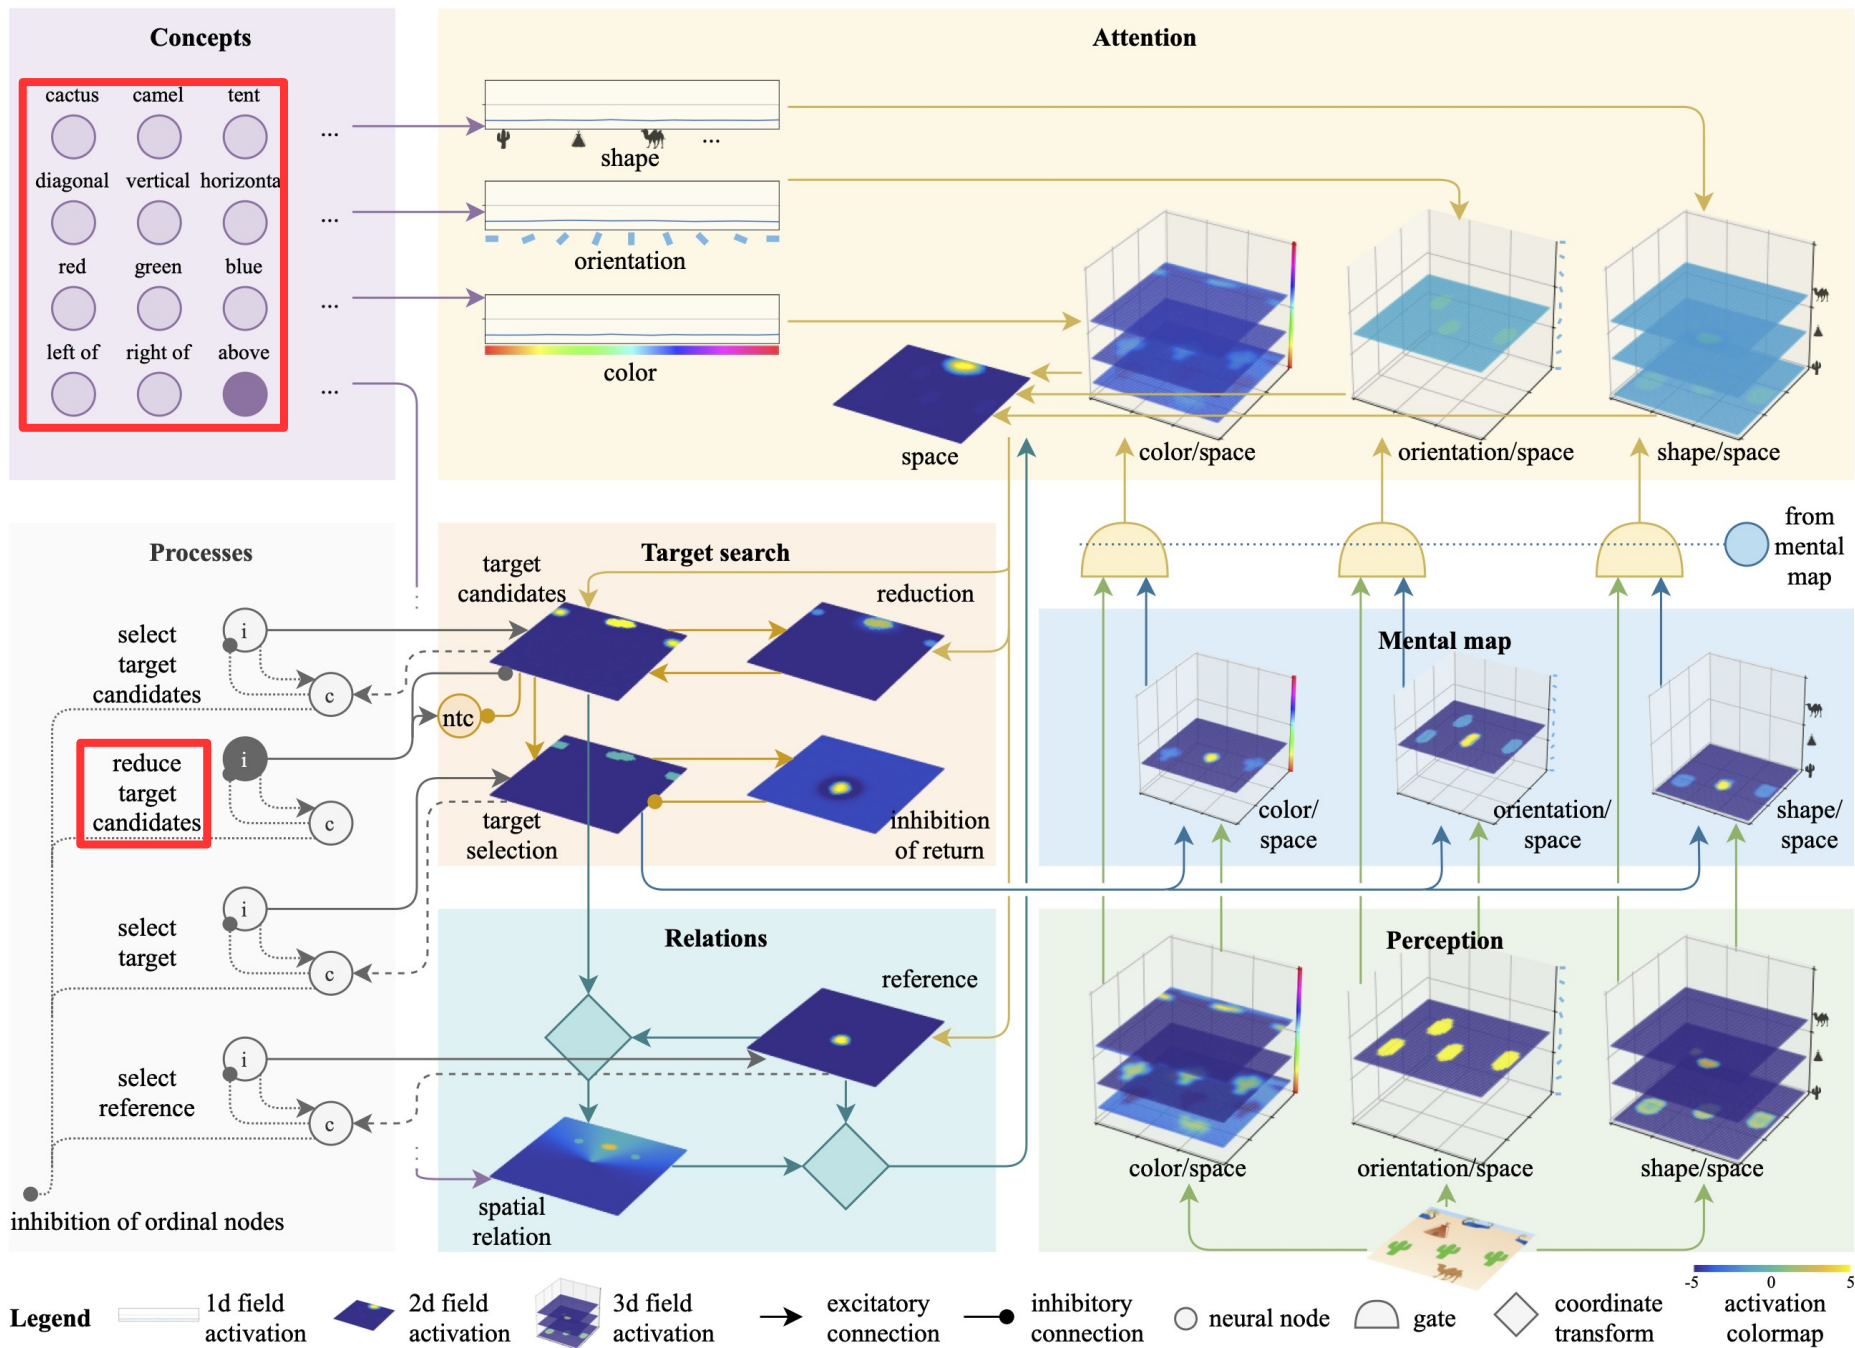 Concepts
cactus camel tent
...
diagonal vertical horizonta
...
red green blue
...
left of right of above
...
Attention
...
shape
orientation
color
space
color/space
orientation/space
shape/space
from
mental
map
Processes
select
target
candidates
i
c
reduce
target
candidates
i
c
select
target
i
c
select
reference
i
c
inhibition of ordinal nodes
Target search
target
candidates
reduction
ntc
target
selection
inhibition
of return
Mental map
color/
space
orientation/
space
shape/
space
Relations
reference
spatial
relation
Perception
color/space
orientation/space
shape/space
Legend
1d field
activation
2d field
activation
3d field
activation
excitatory
connection
inhibitory
connection
neural node
gate
coordinate
transform
-5 0 5
activation
colormap